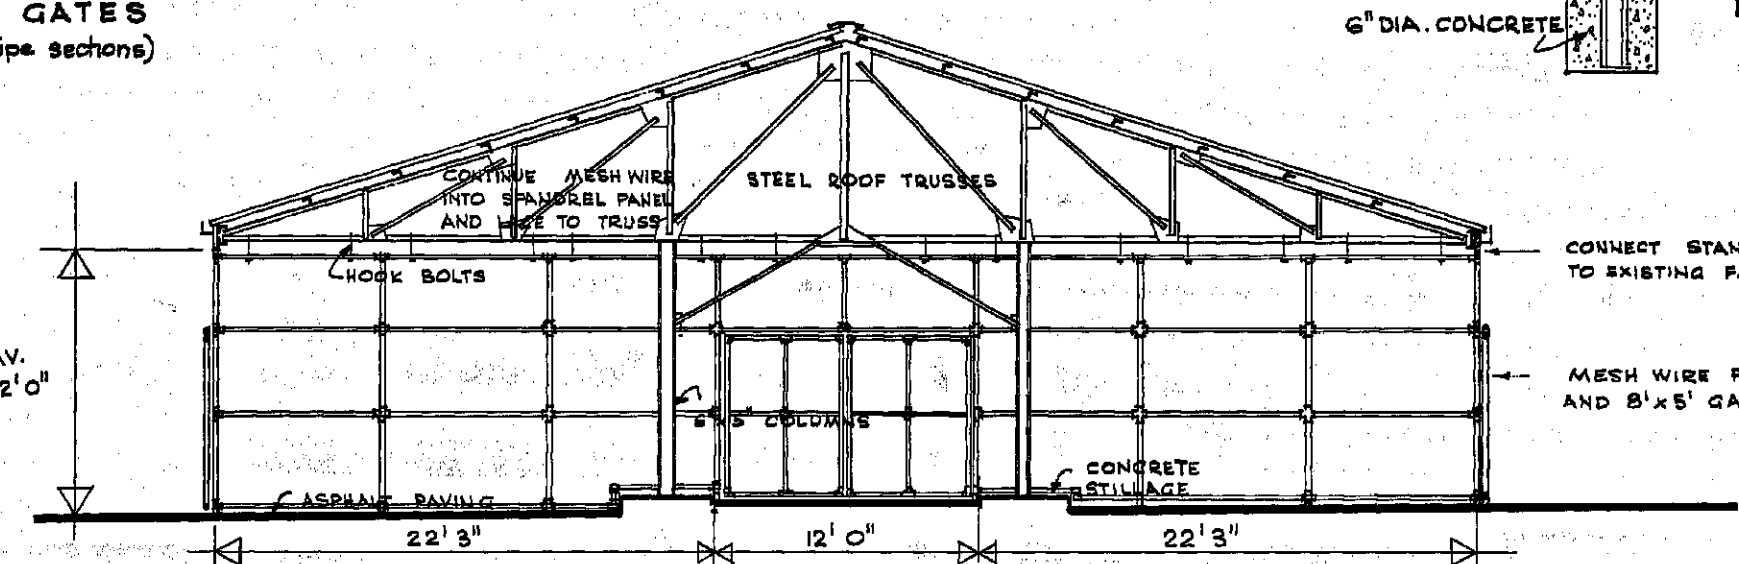 GATES
ipe sections)
6" DIA. CONCRETE
CONTINUE MESH WIRE
INTO SPANDREL PANEL
AND TO TRUSS
STEEL ROOF TRUSSES
HOOK BOLTS
CONNECT STAN
TO EXISTING FA
AV.
2'0"
MESH WIRE F
AND 8'x5' GA
COLUMNS
CONCRETE
STILLAGE
ASPHALT PAVING
22'3"
12'0"
22'3"